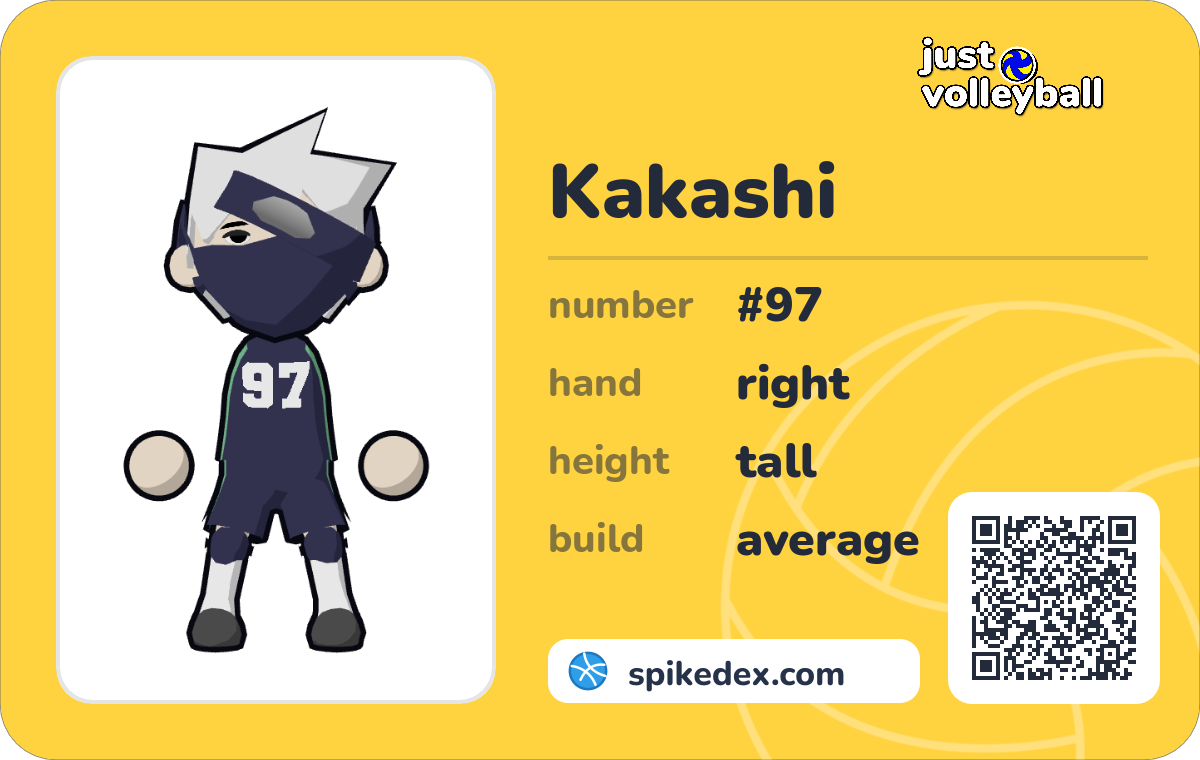 just
volleyball
Kakashi
number #97
hand right
height tall
build average
97
spikedex.com